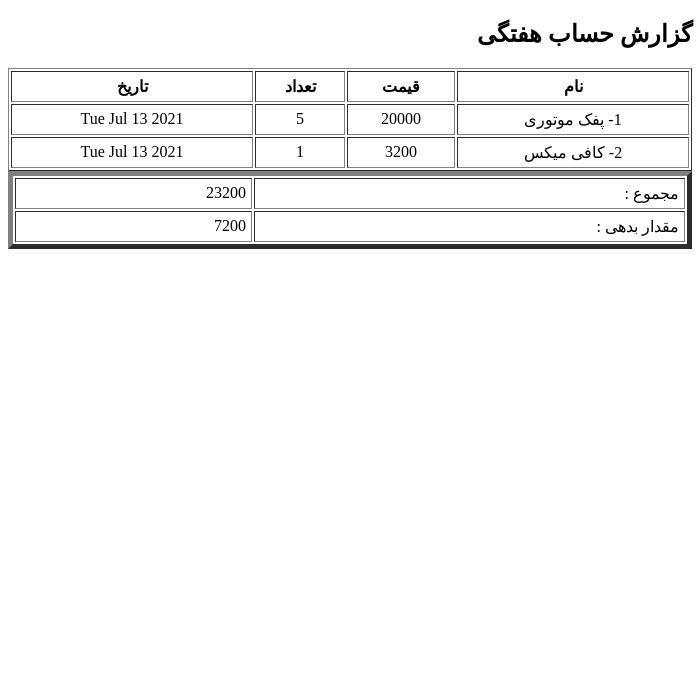 گزارش حساب هفتگی
نام قیمت تعداد تاریخ
1- پفک موتوری 20000 5 Tue Jul 13 2021
2- کافی میکس 3200 1 Tue Jul 13 2021
مجموع : 23200
مقدار بدهی : 7200